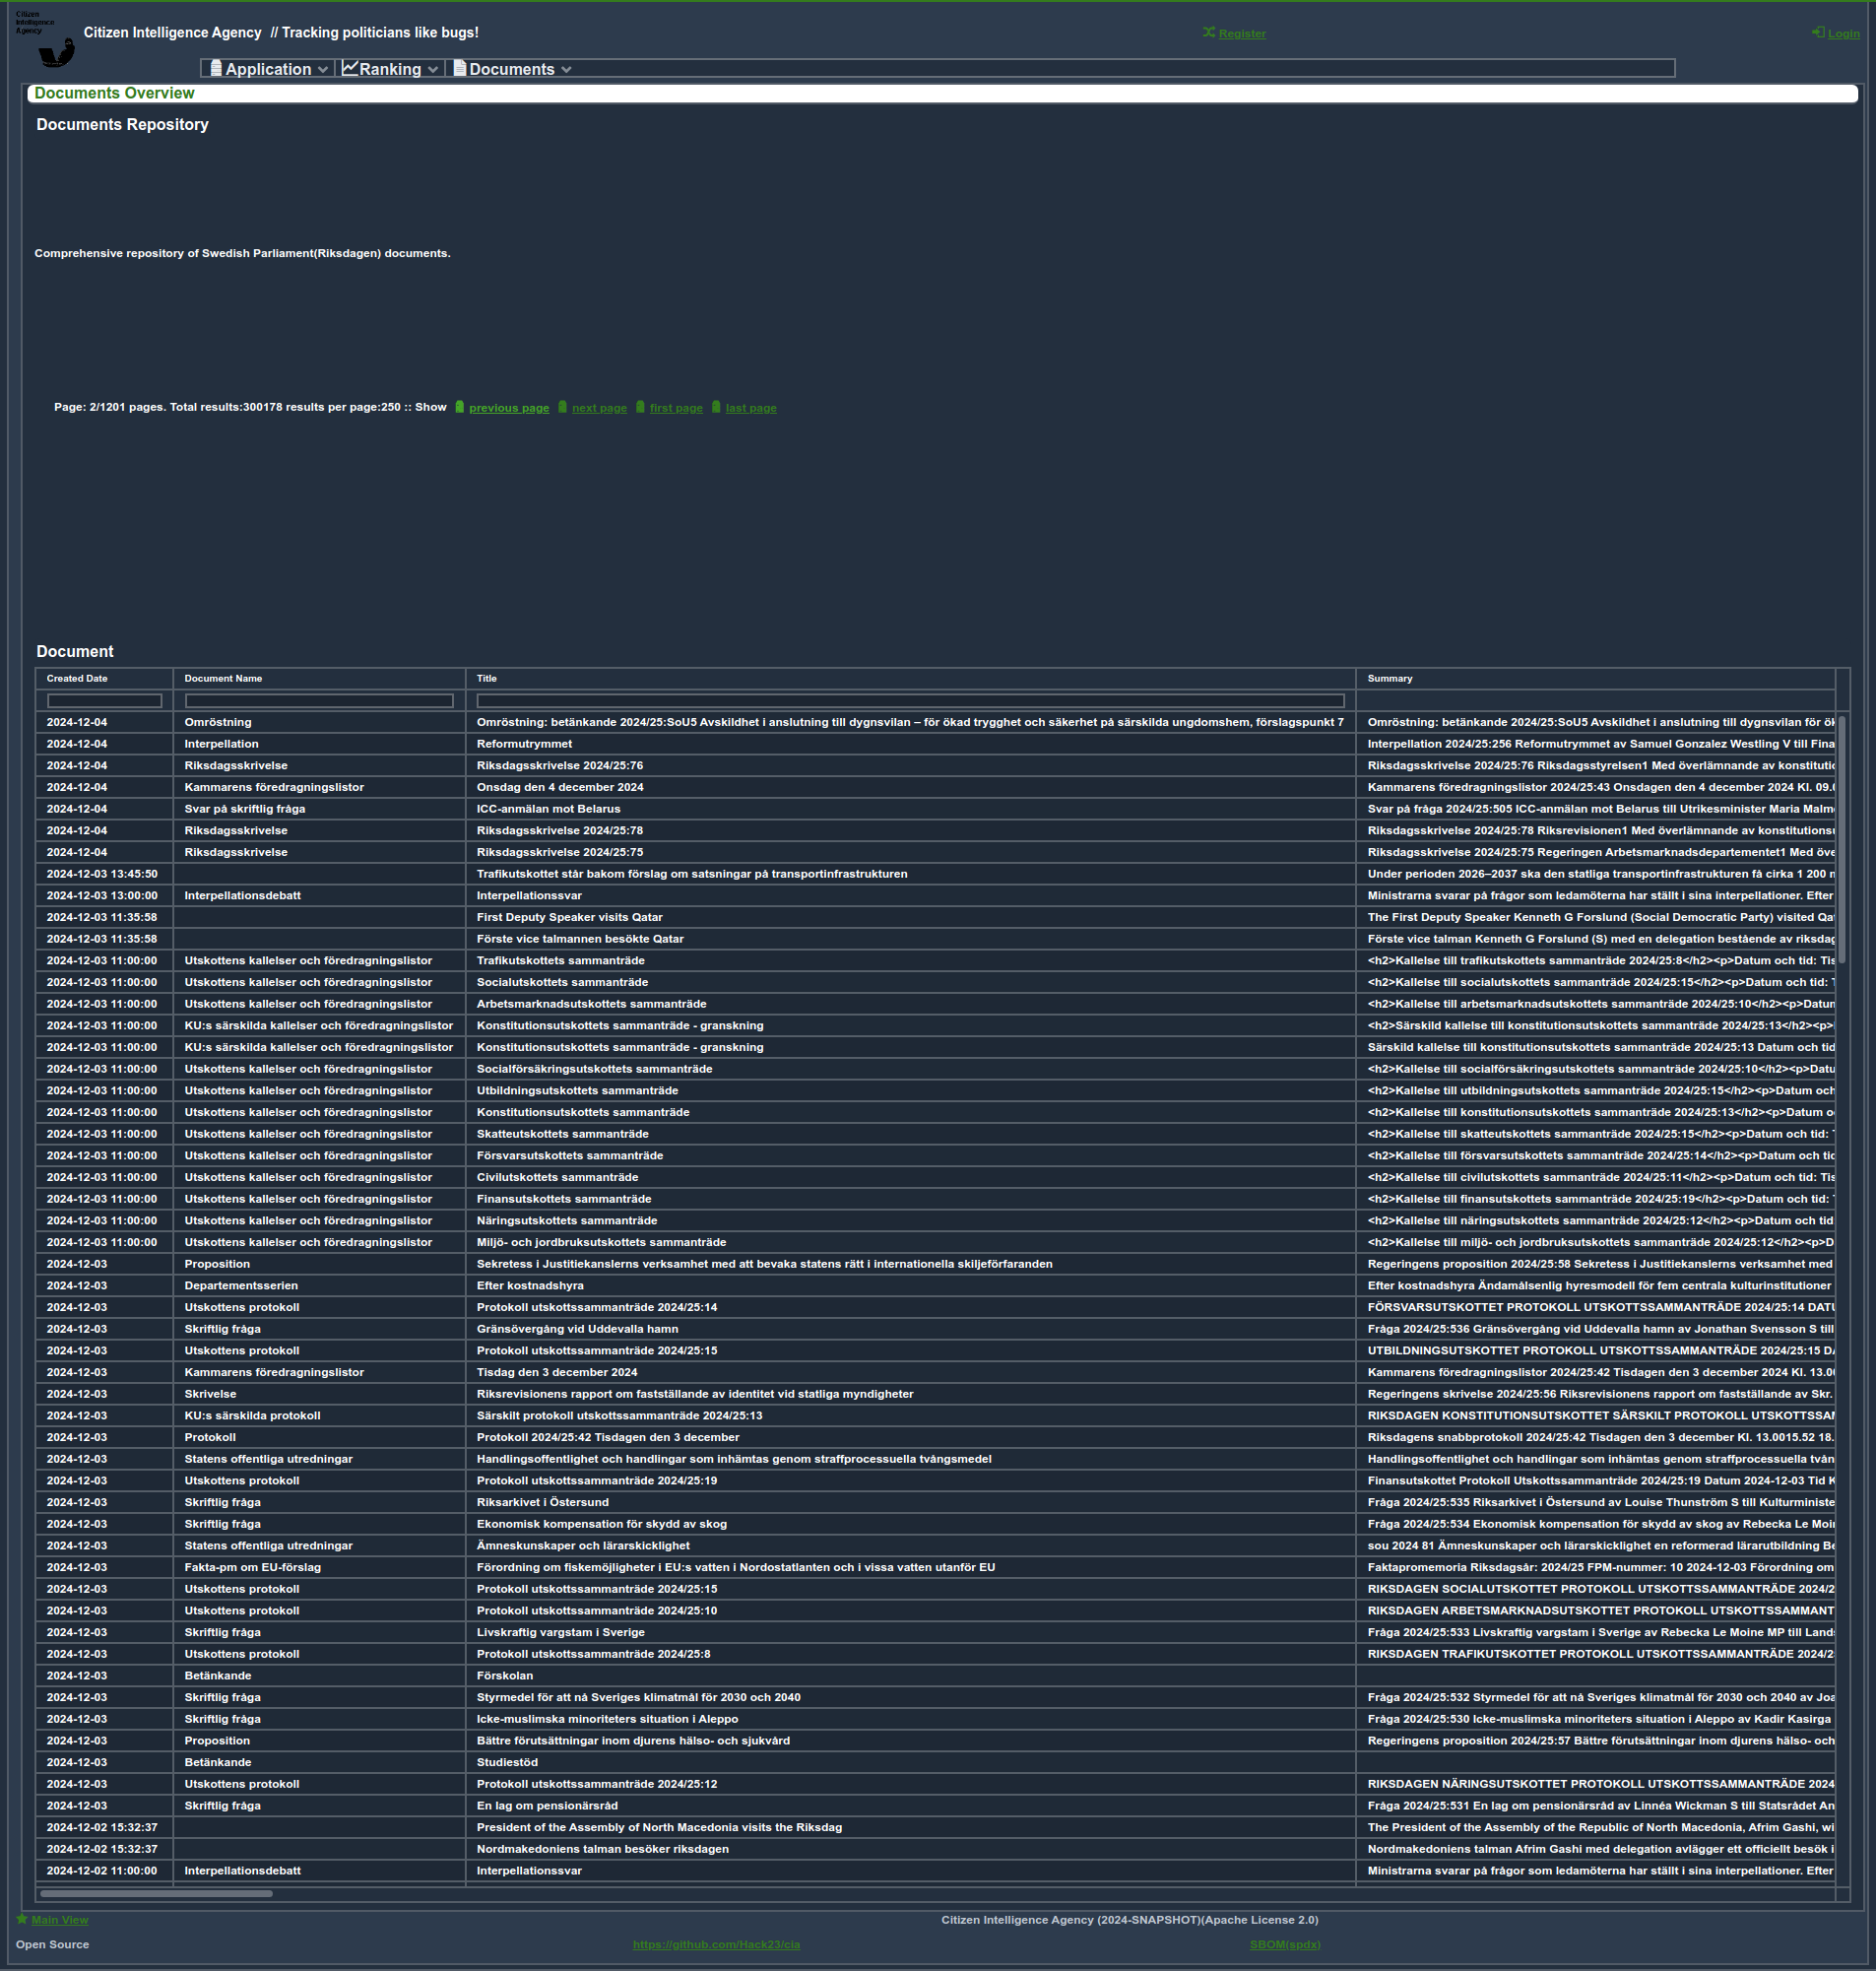 Citizen
Intelligence
Agency
Citizen Intelligence Agency // Tracking politicians like bugs!
Register
Login
Application Ranking Documents
Documents Overview
Documents Repository
Comprehensive repository of Swedish Parliament(Riksdagen) documents.
Page: 2/1201 pages. Total results:300178 results per page:250 :: Show previous page next page first page last page
Document
Created Date Document Name Title Summary
2024-12-04 Omröstning Omröstning: betänkande 2024/25:SoU5 Avskildhet i anslutning till dygnsvilan – för ökad trygghet och säkerhet på särskilda ungdomshem, förslagspunkt 7 Omröstning: betänkande 2024/25:SoU5 Avskildhet i anslutning till dygnsvilan för
2024-12-04 Interpellation Reformutrymmet Interpellation 2024/25:256 Reformutrymmet av Samuel Gonzalez Westling V till Fina
2024-12-04 Riksdagsskrivelse Riksdagsskrivelse 2024/25:76 Riksdagsskrivelse 2024/25:76 Riksdagsstyrelsen1 Med överlämnande av
2024-12-04 Kammarens föredragningslistor Onsdag den 4 december 2024 Kammarens föredragningslistor 2024/25:43 Onsdagen den 4 december 2024 Kl.
2024-12-04 Svar på skriftlig fråga ICC-anmälan mot Belarus Svar på fråga 2024/25:505 ICC-anmälan mot Belarus till Utrikesminister Maria
2024-12-04 Riksdagsskrivelse Riksdagsskrivelse 2024/25:78 Riksdagsskrivelse 2024/25:78 Riksrevisionen1 Med överlämnande av
2024-12-04 Riksdagsskrivelse Riksdagsskrivelse 2024/25:75 Riksdagsskrivelse 2024/25:75 Regeringen Arbetsmarknadsdepartementet1 Med öve
2024-12-03 13:45:50 Trafikutskottet står bakom förslag om satsningar på transportinfrastrukturen Under perioden 2026–2037 ska den statliga transportinfrastrukturen få cirka 1 200
2024-12-03 13:00:00 Interpellationsdebatt Interpellationssvar Ministrarna svarar på frågor som ledamöterna har ställt i sina interpellationer. Efter
2024-12-03 11:35:58 First Deputy Speaker visits Qatar The First Deputy Speaker Kenneth G Forslund (Social Democratic Party) visited
2024-12-03 11:35:58 Förste vice talmannen besökte Qatar Förste vice talman Kenneth G Forslund (S) med en delegation bestående av
2024-12-03 11:00:00 Utskottens kallelser och föredragningslistor Trafikutskottets sammanträde <h2>Kallelse till trafikutskottets sammanträde 2024/25:8</h2><p>Datum och tid: Tis
2024-12-03 11:00:00 Utskottens kallelser och föredragningslistor Socialutskottets sammanträde <h2>Kallelse till socialutskottets sammanträde 2024/25:15</h2><p>Datum och tid:
2024-12-03 11:00:00 Utskottens kallelser och föredragningslistor Arbetsmarknadsutskottets sammanträde <h2>Kallelse till arbetsmarknadsutskottets sammanträde 2024/25:10</h2><p>Datum
2024-12-03 11:00:00 KU:s särskilda kallelser och föredragningslistor Konstitutionsutskottets sammanträde - granskning <h2>Särskild kallelse till konstitutionsutskottets sammanträde 2024/25:13</h2><p>
2024-12-03 11:00:00 KU:s särskilda kallelser och föredragningslistor Konstitutionsutskottets sammanträde - granskning Särskild kallelse till konstitutionsutskottets sammanträde 2024/25:13 Datum och tid
2024-12-03 11:00:00 Utskottens kallelser och föredragningslistor Socialförsäkringsutskottets sammanträde <h2>Kallelse till socialförsäkringsutskottets sammanträde 2024/25:10</h2><p>Datu
2024-12-03 11:00:00 Utskottens kallelser och föredragningslistor Utbildningsutskottets sammanträde <h2>Kallelse till utbildningsutskottets sammanträde 2024/25:15</h2><p>Datum och
2024-12-03 11:00:00 Utskottens kallelser och föredragningslistor Konstitutionsutskottets sammanträde <h2>Kallelse till konstitutionsutskottets sammanträde 2024/25:13</h2><p>Datum
2024-12-03 11:00:00 Utskottens kallelser och föredragningslistor Skatteutskottets sammanträde <h2>Kallelse till skatteutskottets sammanträde 2024/25:15</h2><p>Datum och tid:
2024-12-03 11:00:00 Utskottens kallelser och föredragningslistor Försvarsutskottets sammanträde <h2>Kallelse till försvarsutskottets sammanträde 2024/25:14</h2><p>Datum och
2024-12-03 11:00:00 Utskottens kallelser och föredragningslistor Civilutskottets sammanträde <h2>Kallelse till civilutskottets sammanträde 2024/25:11</h2><p>Datum och tid: Tis
2024-12-03 11:00:00 Utskottens kallelser och föredragningslistor Finansutskottets sammanträde <h2>Kallelse till finansutskottets sammanträde 2024/25:19</h2><p>Datum och tid:
2024-12-03 11:00:00 Utskottens kallelser och föredragningslistor Näringsutskottets sammanträde <h2>Kallelse till näringsutskottets sammanträde 2024/25:12</h2><p>Datum och tid
2024-12-03 11:00:00 Utskottens kallelser och föredragningslistor Miljö- och jordbruksutskottets sammanträde <h2>Kallelse till miljö- och jordbruksutskottets sammanträde 2024/25:12</h2><p>D
2024-12-03 Proposition Sekretess i Justitiekanslerns verksamhet med att bevaka statens rätt i internationella skiljeförfaranden Regeringens proposition 2024/25:58 Sekretess i Justitiekanslerns verksamhet med
2024-12-03 Departementsserien Efter kostnadshyra Efter kostnadshyra Ändamålsenlig hyresmodell för fem centrala kulturinstitutioner
2024-12-03 Utskottens protokoll Protokoll utskottssammanträde 2024/25:14 FÖRSVARSUTSKOTTET PROTOKOLL UTSKOTTSSAMMANTRÄDE 2024/25:14
2024-12-03 Skriftlig fråga Gränsövergång vid Uddevalla hamn Fråga 2024/25:536 Gränsövergång vid Uddevalla hamn av Jonathan Svensson S till
2024-12-03 Utskottens protokoll Protokoll utskottssammanträde 2024/25:15 UTBILDNINGSUTSKOTTET PROTOKOLL UTSKOTTSSAMMANTRÄDE 2024/25:15
2024-12-03 Kammarens föredragningslistor Tisdag den 3 december 2024 Kammarens föredragningslistor 2024/25:42 Tisdagen den 3 december 2024 Kl.
2024-12-03 Skrivelse Riksrevisionens rapport om fastställande av identitet vid statliga myndigheter Regeringens skrivelse 2024/25:56 Riksrevisionens rapport om fastställande av Skr.
2024-12-03 KU:s särskilda protokoll Särskilt protokoll utskottssammanträde 2024/25:13 RIKSDAGEN KONSTITUTIONSUTSKOTTET SÄRSKILT PROTOKOLL
2024-12-03 Protokoll Protokoll 2024/25:42 Tisdagen den 3 december Riksdagens snabbprotokoll 2024/25:42 Tisdagen den 3 december Kl. 13.0015.52 18.
2024-12-03 Statens offentliga utredningar Handlingsoffentlighet och handlingar som inhämtas genom straffprocessuella tvångsmedel Handlingsoffentlighet och handlingar som inhämtas genom straffprocessuella tvån
2024-12-03 Utskottens protokoll Protokoll utskottssammanträde 2024/25:19 Finansutskottet Protokoll Utskottssammanträde 2024/25:19 Datum 2024-12-03 Tid
2024-12-03 Skriftlig fråga Riksarkivet i Östersund Fråga 2024/25:535 Riksarkivet i Östersund av Louise Thunström S till Kulturministe
2024-12-03 Skriftlig fråga Ekonomisk kompensation för skydd av skog Fråga 2024/25:534 Ekonomisk kompensation för skydd av skog av Rebecka Le
2024-12-03 Statens offentliga utredningar Ämneskunskaper och lärarskicklighet sou 2024 81 Ämneskunskaper och lärarskicklighet en reformerad lärarutbildning
2024-12-03 Fakta-pm om EU-förslag Förordning om fiskemöjligheter i EU:s vatten i Nordostatlanten och i vissa vatten utanför EU Faktapromemoria Riksdagsår: 2024/25 FPM-nummer: 10 2024-12-03 Förordning om
2024-12-03 Utskottens protokoll Protokoll utskottssammanträde 2024/25:15 RIKSDAGEN SOCIALUTSKOTTET PROTOKOLL UTSKOTTSSAMMANTRÄDE 2024/2
2024-12-03 Utskottens protokoll Protokoll utskottssammanträde 2024/25:10 RIKSDAGEN ARBETSMARKNADSUTSKOTTET PROTOKOLL UTSKOTTSSAMMANT
2024-12-03 Skriftlig fråga Livskraftig vargstam i Sverige Fråga 2024/25:533 Livskraftig vargstam i Sverige av Rebecka Le Moine MP till Lands
2024-12-03 Utskottens protokoll Protokoll utskottssammanträde 2024/25:8 RIKSDAGEN TRAFIKUTSKOTTET PROTOKOLL UTSKOTTSSAMMANTRÄDE 2024/2
2024-12-03 Betänkande Förskolan
2024-12-03 Skriftlig fråga Styrmedel för att nå Sveriges klimatmål för 2030 och 2040 Fråga 2024/25:532 Styrmedel för att nå Sveriges klimatmål för 2030 och 2040 av Joa
2024-12-03 Skriftlig fråga Icke-muslimska minoriteters situation i Aleppo Fråga 2024/25:530 Icke-muslimska minoriteters situation i Aleppo av Kadir Kasirga
2024-12-03 Proposition Bättre förutsättningar inom djurens hälso- och sjukvård Regeringens proposition 2024/25:57 Bättre förutsättningar inom djurens hälso- och
2024-12-03 Betänkande Studiestöd
2024-12-03 Utskottens protokoll Protokoll utskottssammanträde 2024/25:12 RIKSDAGEN NÄRINGSUTSKOTTET PROTOKOLL UTSKOTTSSAMMANTRÄDE 2024
2024-12-03 Skriftlig fråga En lag om pensionärsråd Fråga 2024/25:531 En lag om pensionärsråd av Linnéa Wickman S till Statsrådet An
2024-12-02 15:32:37 President of the Assembly of North Macedonia visits the Riksdag The President of the Assembly of the Republic of North Macedonia, Afrim Gashi, wi
2024-12-02 15:32:37 Nordmakedoniens talman besöker riksdagen Nordmakedoniens talman Afrim Gashi med delegation avlägger ett officiellt besök i
2024-12-02 11:00:00 Interpellationsdebatt Interpellationssvar Ministrarna svarar på frågor som ledamöterna har ställt i sina interpellationer. Efter
Main View
Citizen Intelligence Agency (2024-SNAPSHOT)(Apache License 2.0)
Open Source
https://github.com/Hack23/cia
SBOM(spdx)